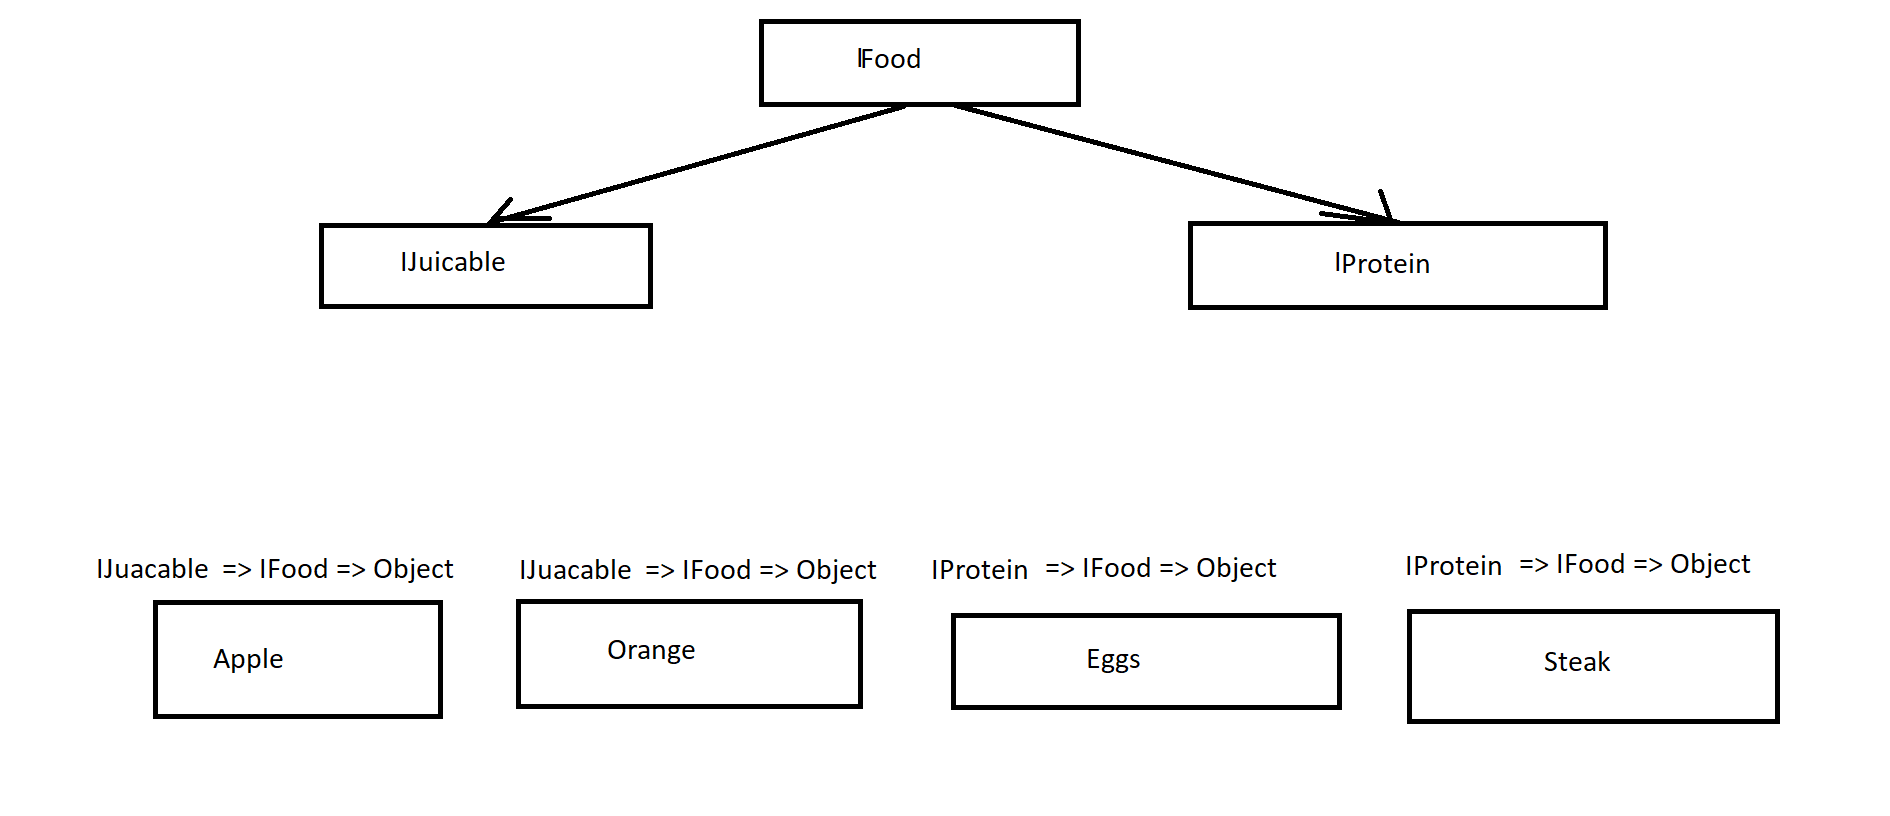 IFood
IJuicable
IProtein
IJuacable => IFood => Object
IJuacable => IFood => Object
IProtein => IFood => Object
IProtein => IFood => Object
Apple
Orange
Eggs
Steak